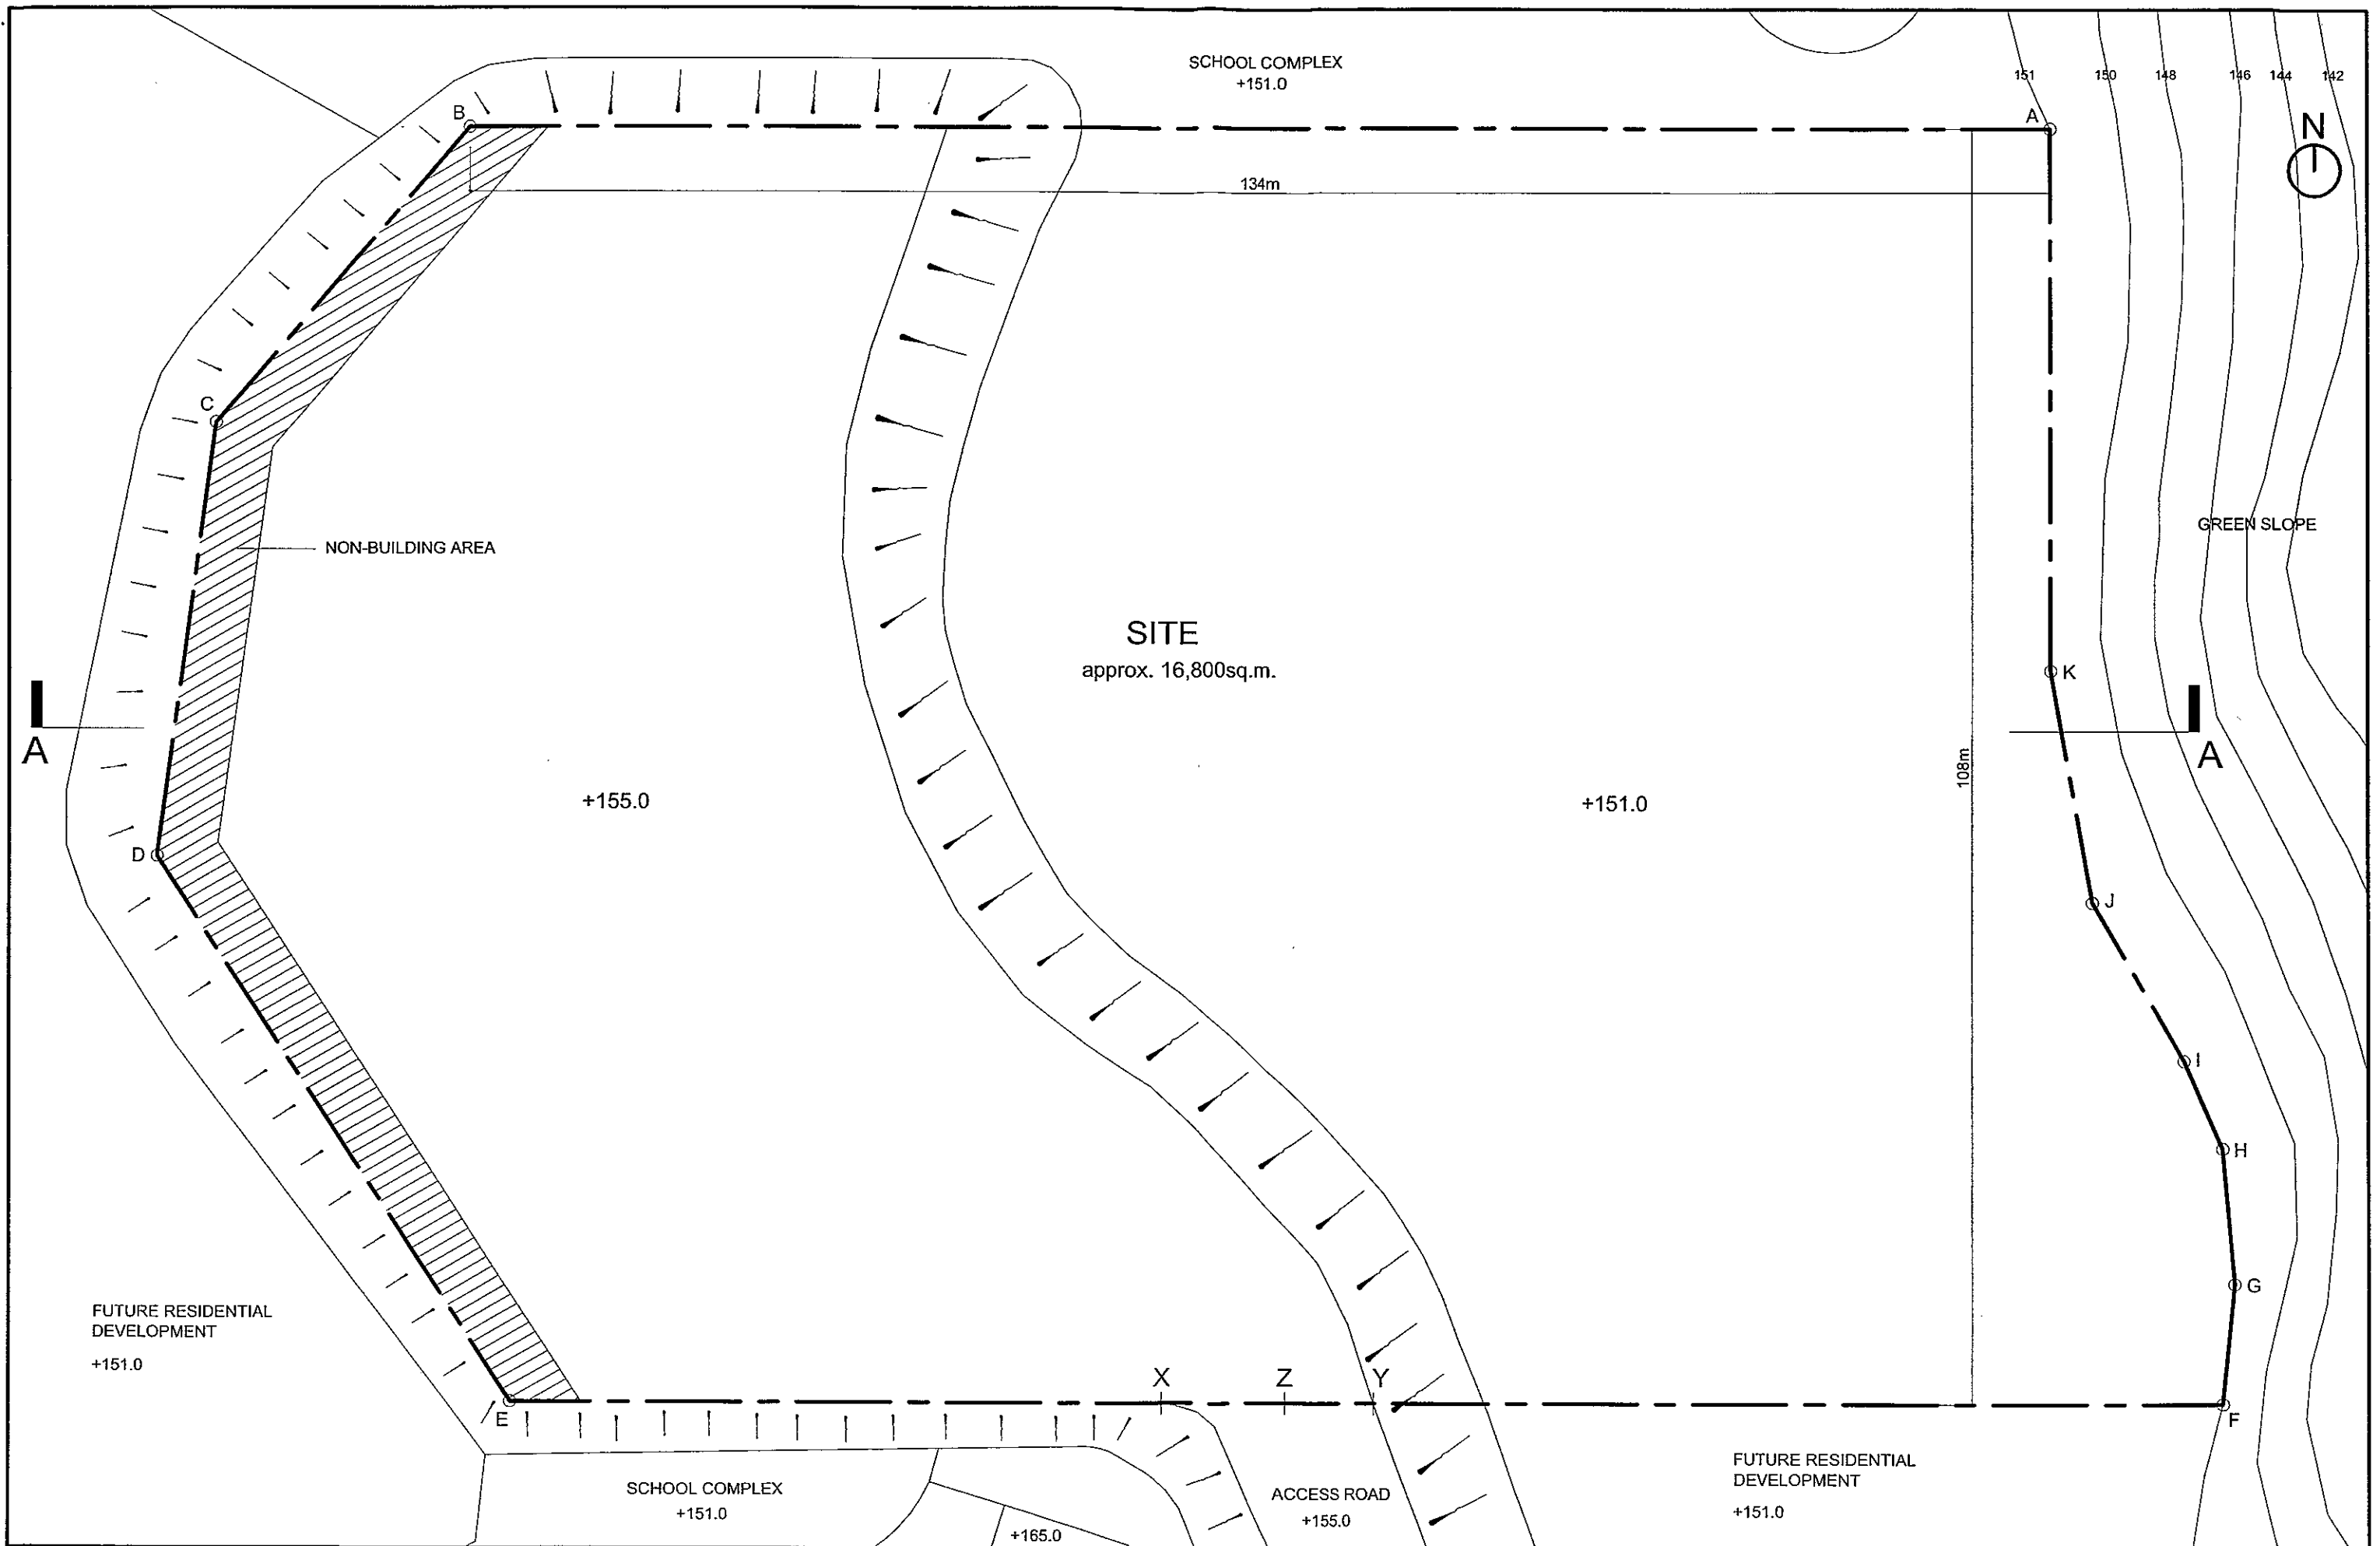 SCHOOL COMPLEX
+151.0
151
150
148
146
144
142
B
A
N
134m
C
GREEN SLOPE
NON-BUILDING AREA
SITE
approx. 16,800sq.m.
K
A
A
108m
+155.0
+151.0
D
J
I
H
G
FUTURE RESIDENTIAL
DEVELOPMENT
+151.0
X
Z
Y
E
F
SCHOOL COMPLEX
+151.0
+165.0
ACCESS ROAD
+155.0
FUTURE RESIDENTIAL
DEVELOPMENT
+151.0